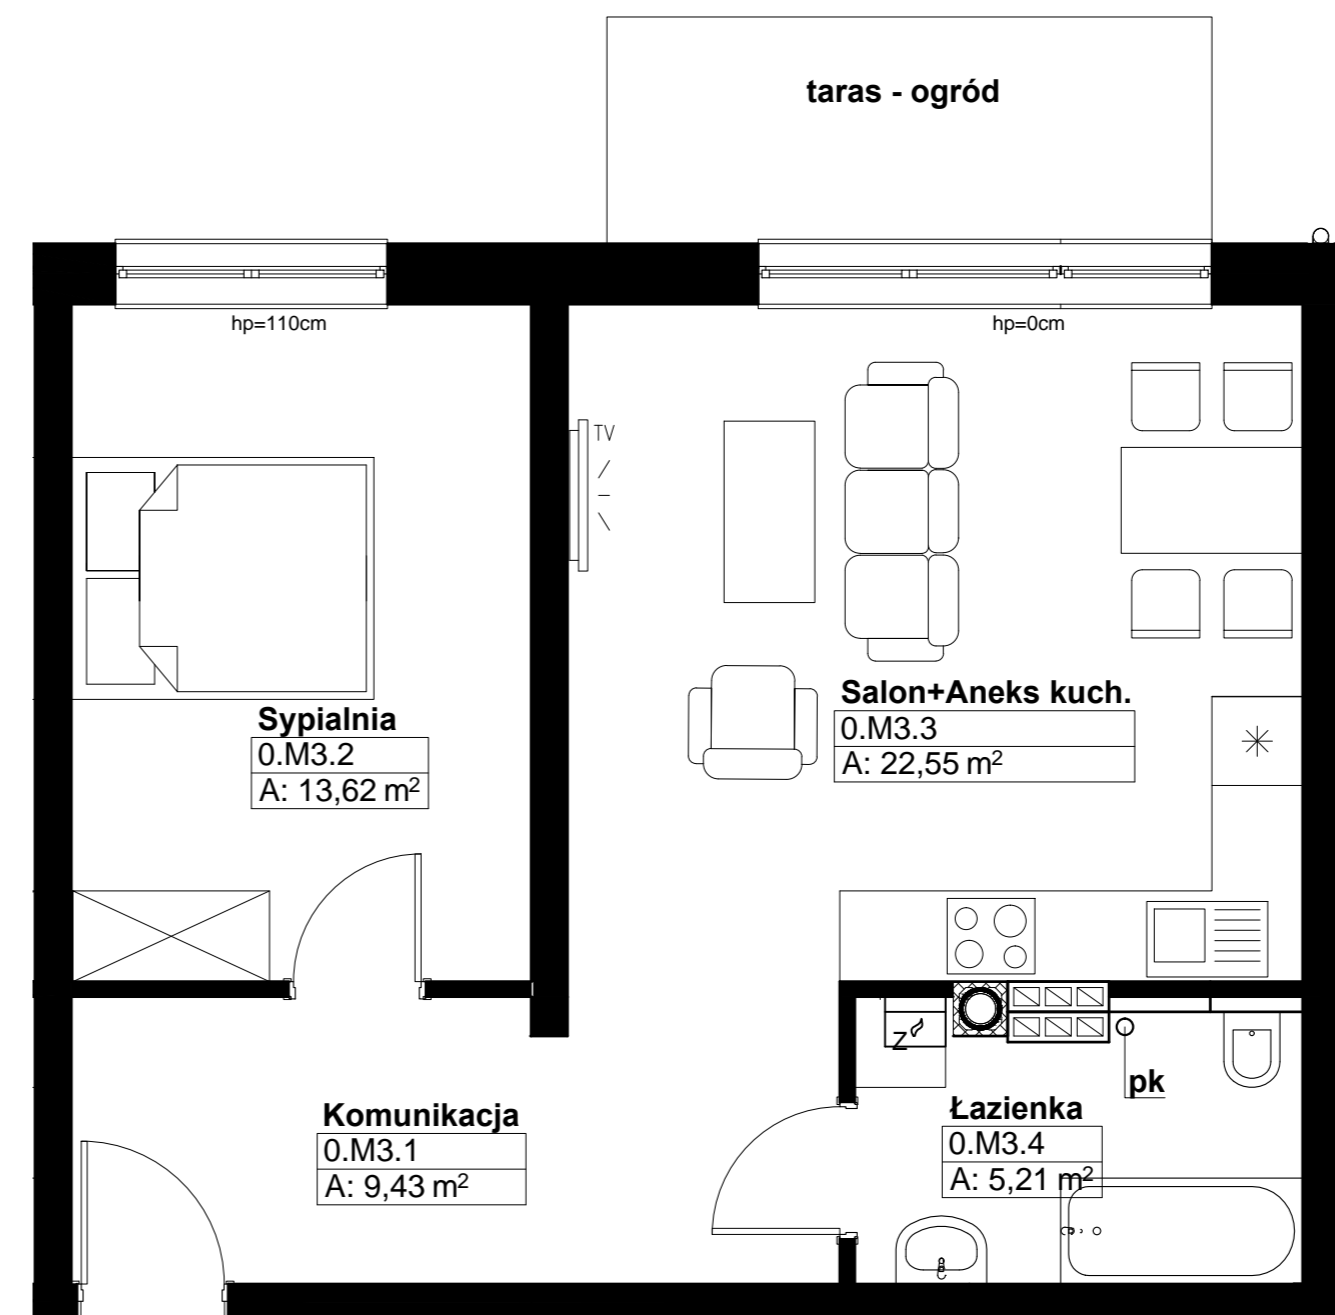 taras - ogród
hp=110cm
hp=0cm
TV
Salon+Aneks kuch.
0.M3.3
A: 22,55 m²
Sypialnia
0.M3.2
A: 13,62 m²
Z
pk
Komunikacja
0.M3.1
A: 9,43 m²
Łazienka
0.M3.4
A: 5,21 m²